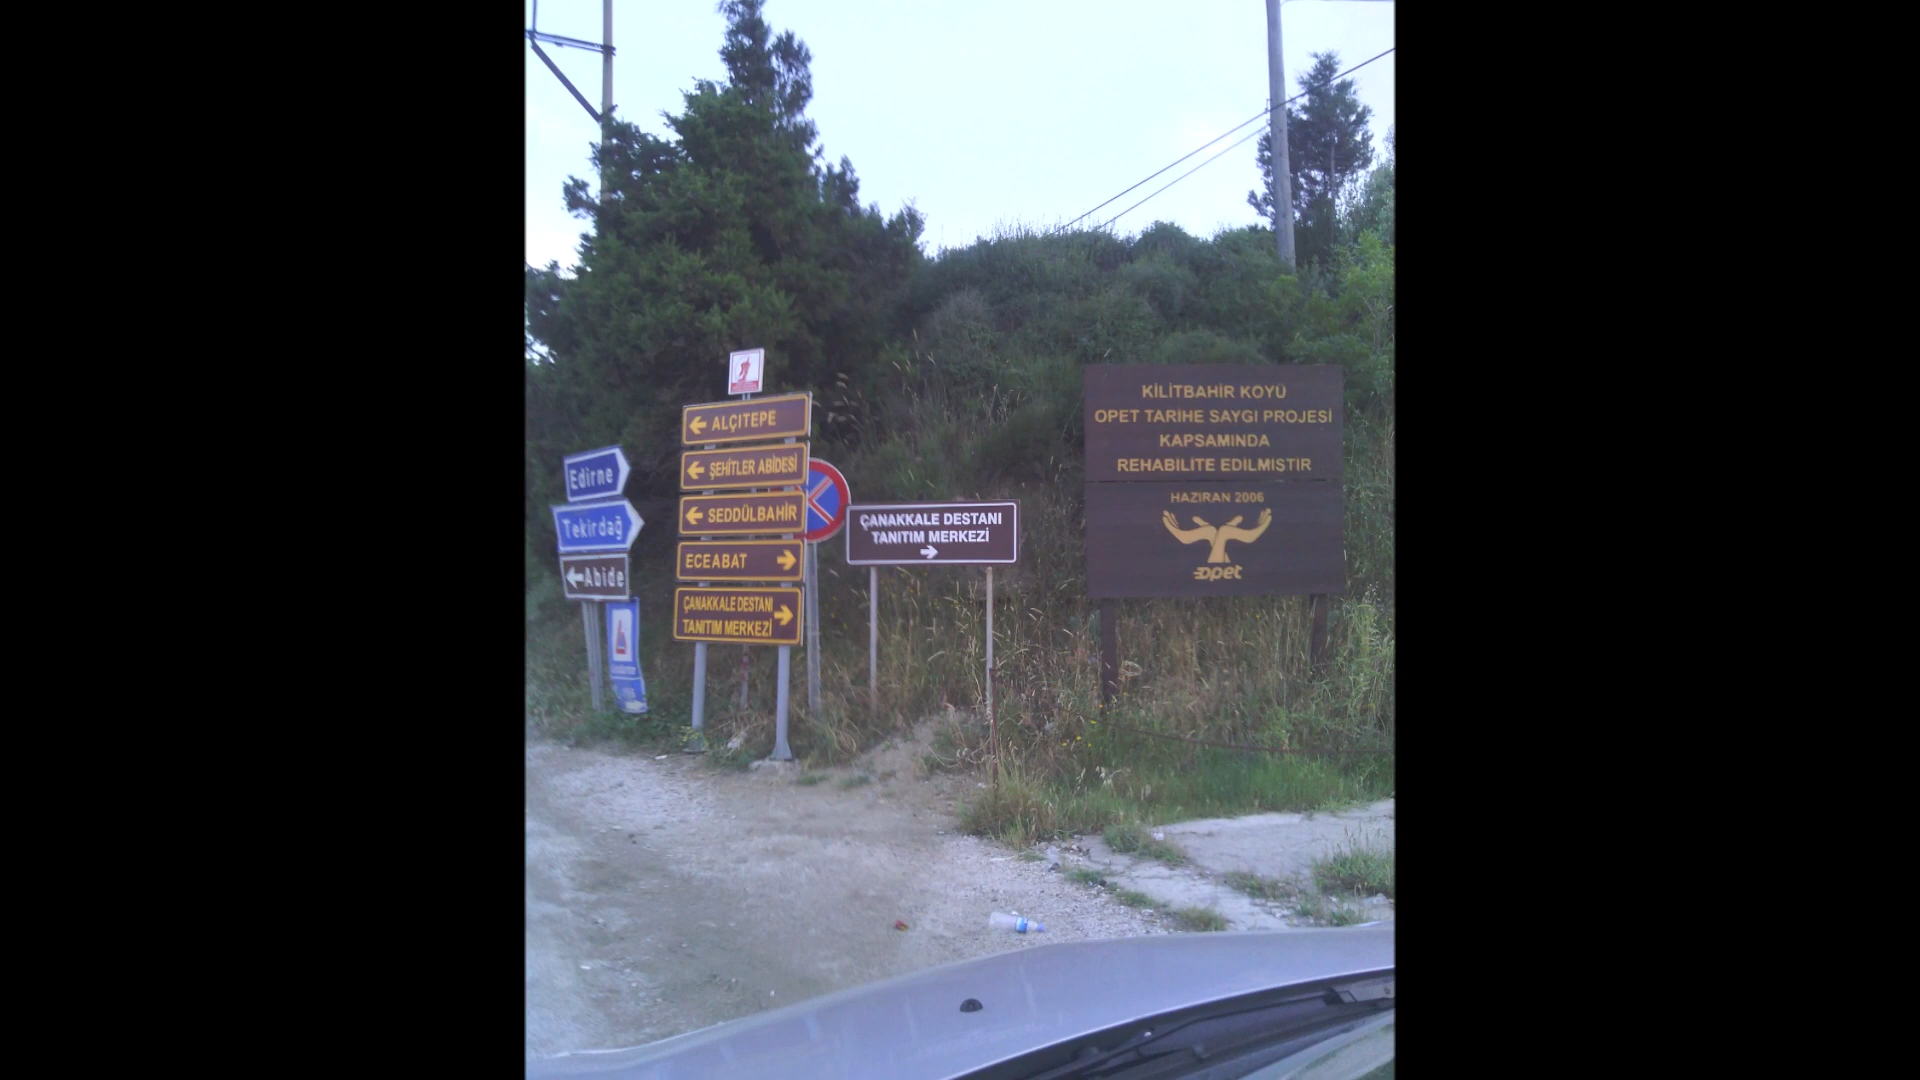 Edirne
Tekirdağ
Abide
ALÇITEPE
ŞEHİTLER ABİDESİ
SEDDÜLBAHİR
ECEABAT
ÇANAKKALE DESTANI
TANITIM MERKEZİ
ÇANAKKALE DESTANI
TANITIM MERKEZİ
KİLİTBAHİR KÖYÜ
OPET TARİHE SAYGI PROJESİ
KAPSAMINDA
REHABİLİTE EDİLMİŞTİR
HAZİRAN 2006
opet